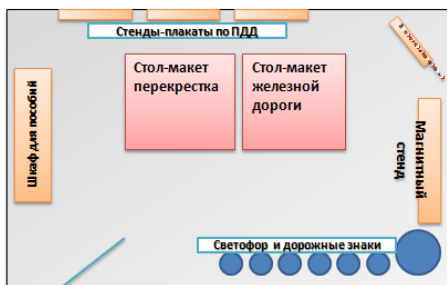 Стенды-плакаты по ПДД
Стол-макет
перекрестка
Стол-макет
железной
дороги
Шкаф для пособий
Магнитный
стенд
Светофор и дорожные знаки